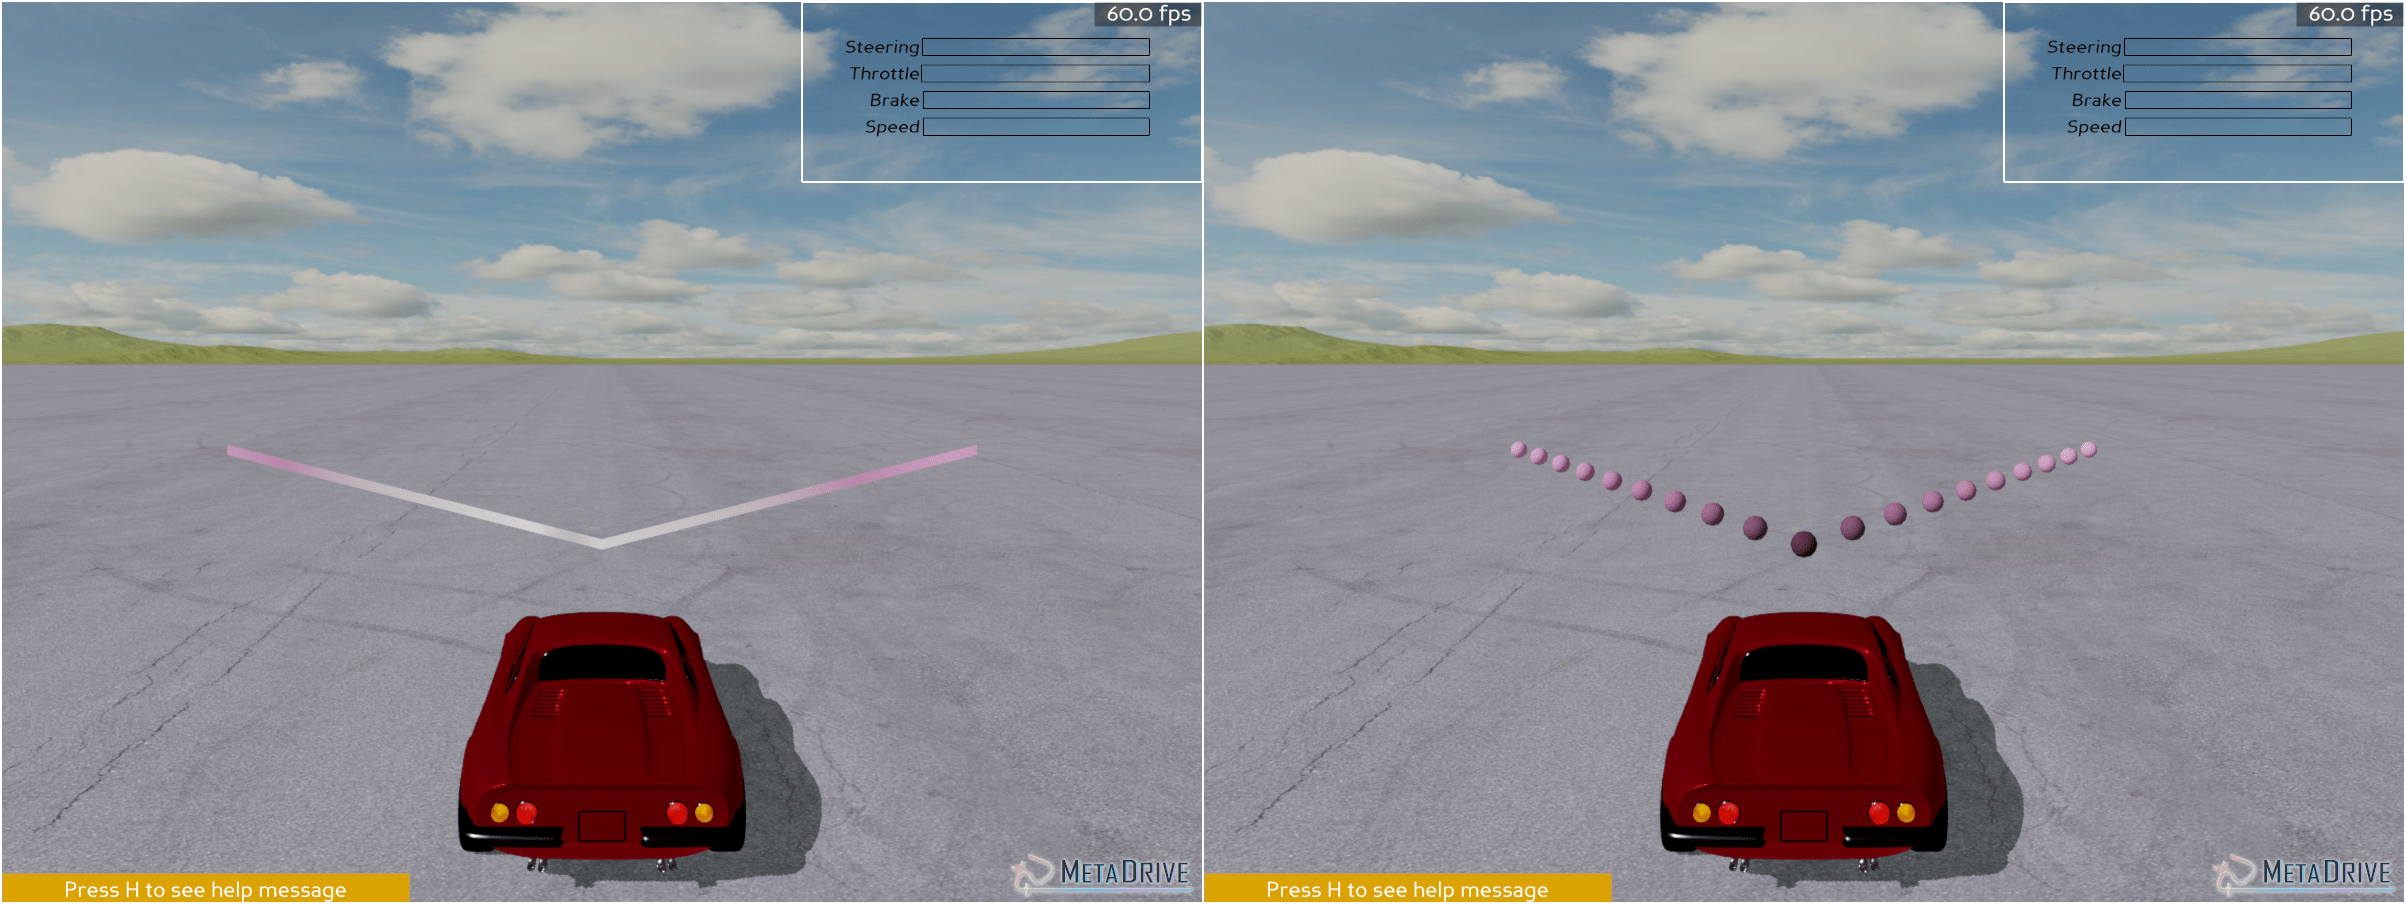 60.0 fps
Steering
Throttle
Brake
Speed
METADRIVE
Press H to see help message
60.0 fps
Steering
Throttle
Brake
Speed
METADRIVE
Press H to see help message